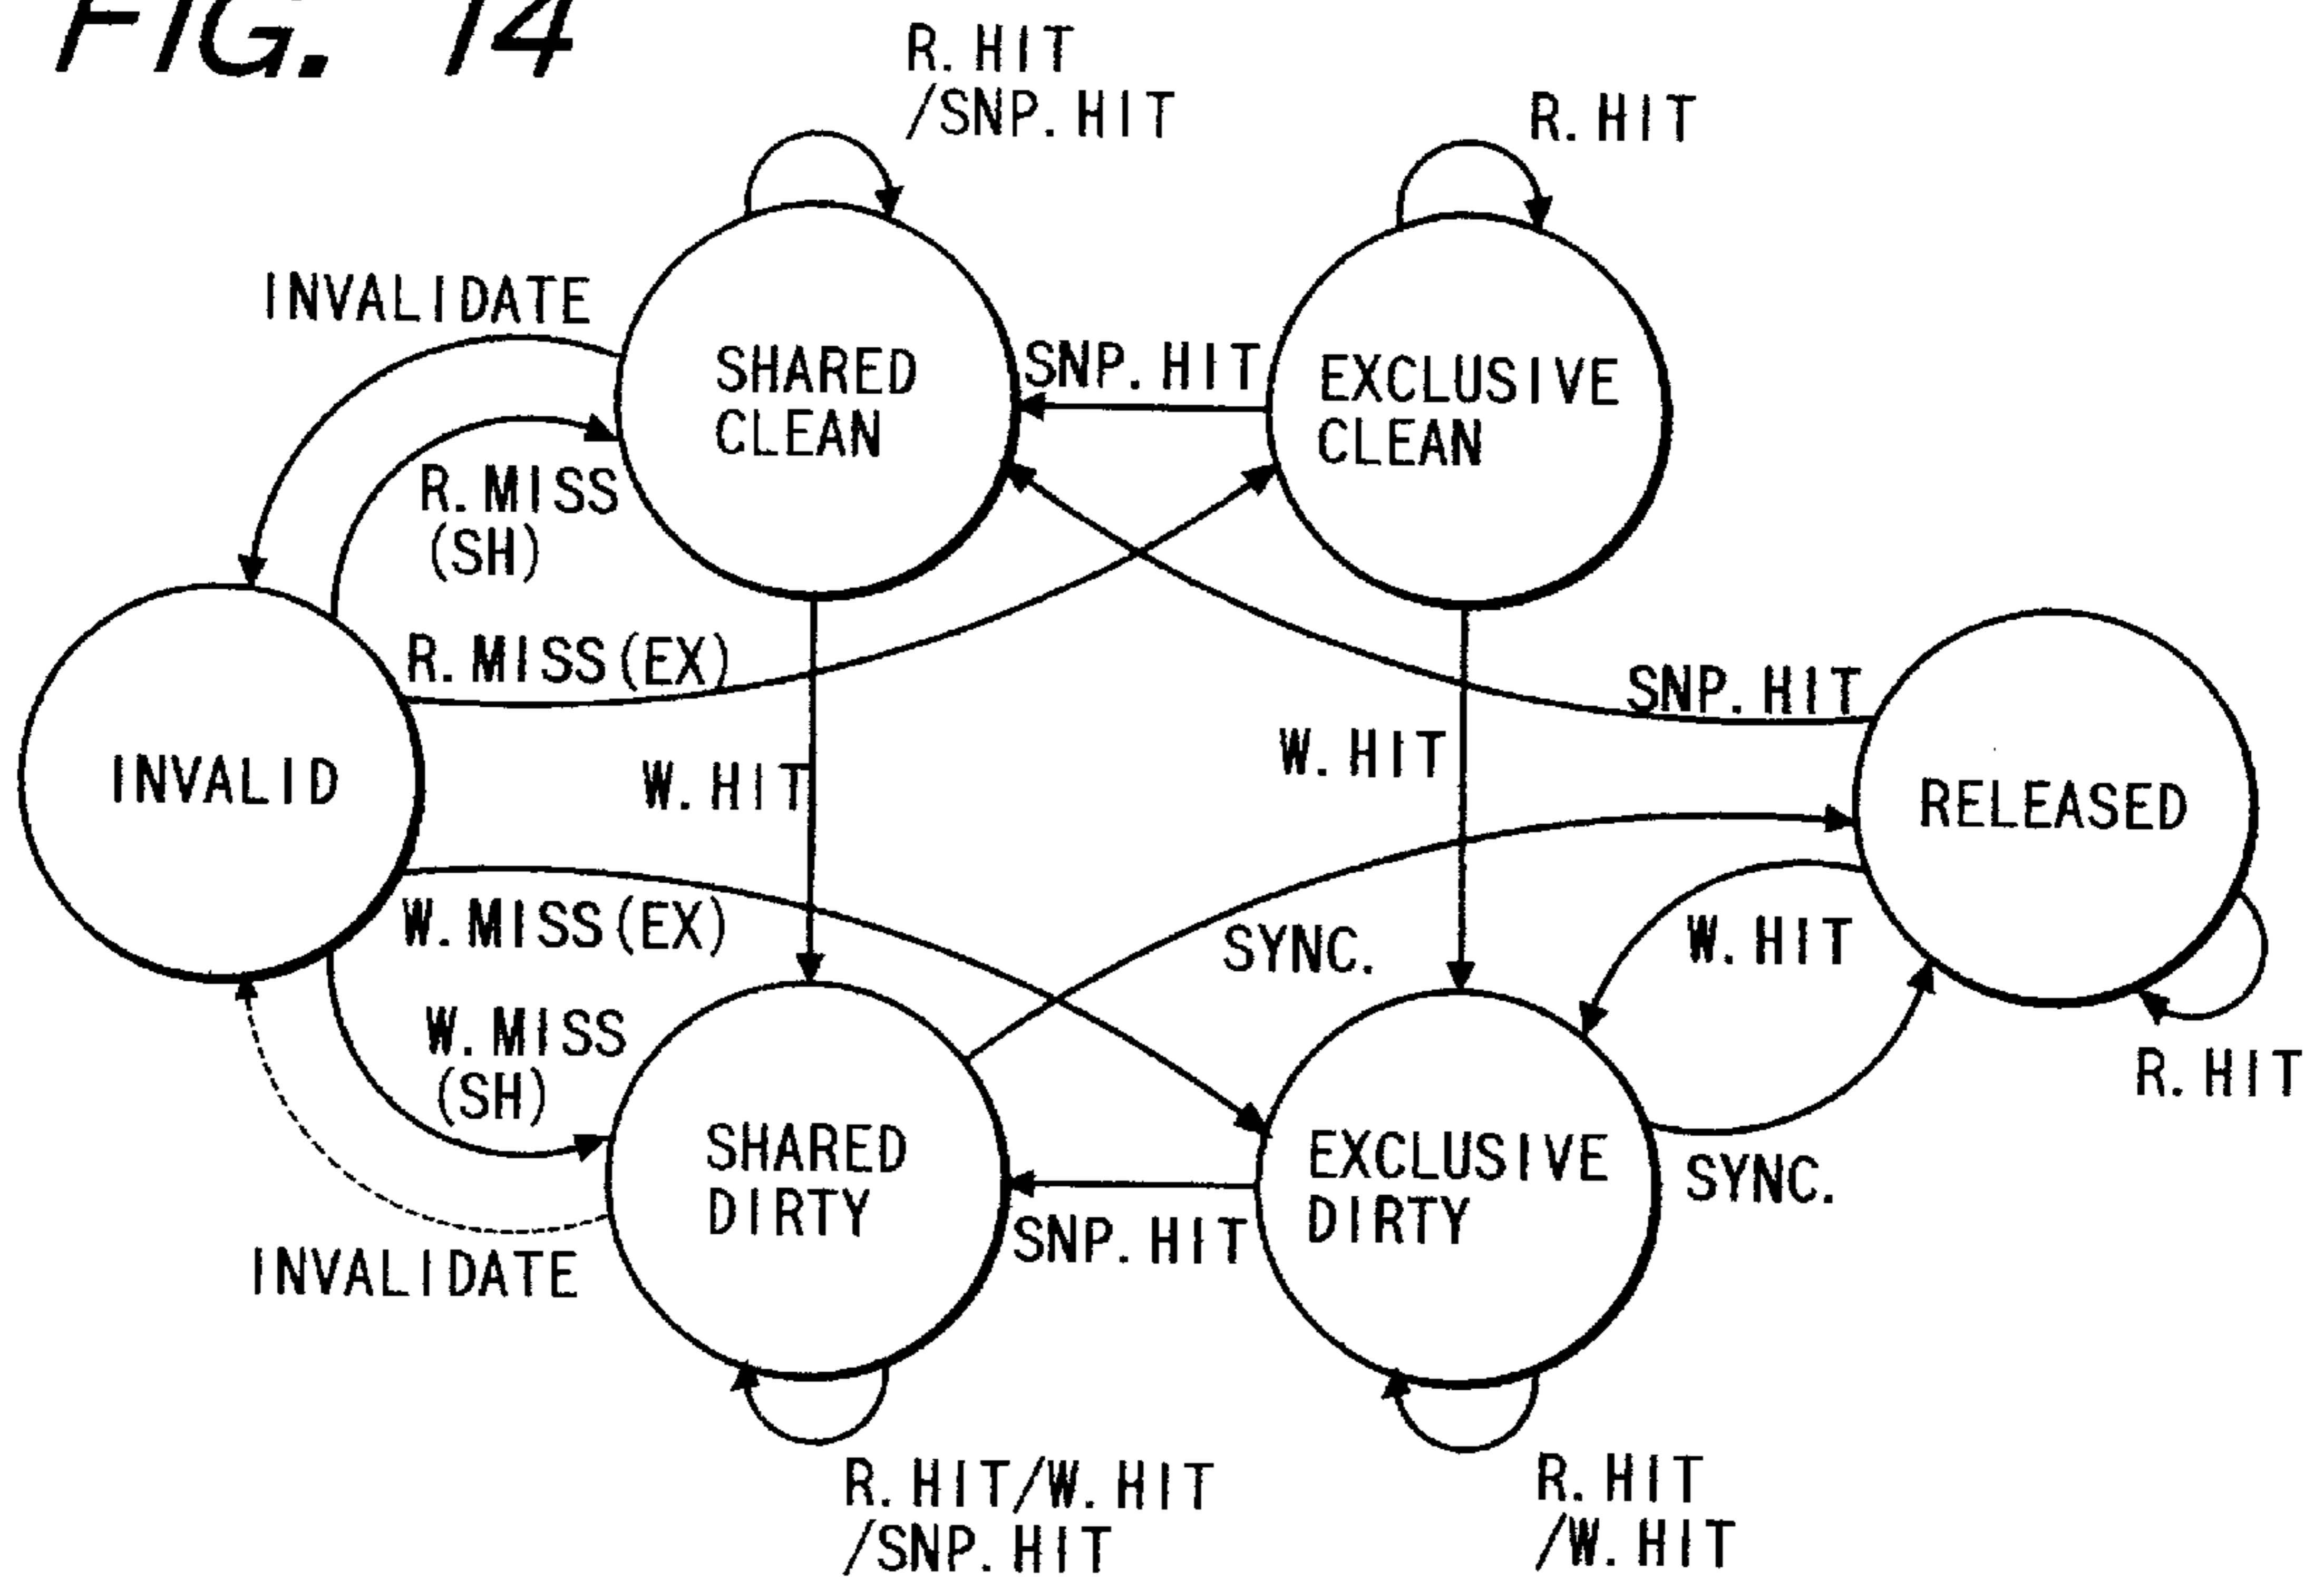 FIG. 14
R. HIT
/SNP. HIT
R. HIT
INVALIDATE
SHARED
CLEAN
SNP. HIT
EXCLUSIVE
CLEAN
R. MISS
(SH)
R. MISS (EX)
SNP. HIT
W. HIT
W. HIT
INVALID
RELEASED
W. MISS (EX)
SYNC.
W. HIT
W. MISS
(SH)
R. HIT
SHARED
DIRTY
EXCLUSIVE
DIRTY
SYNC.
SNP. HIT
INVALIDATE
R. HIT/W. HIT
/SNP. HIT
R. HIT
/W. HIT